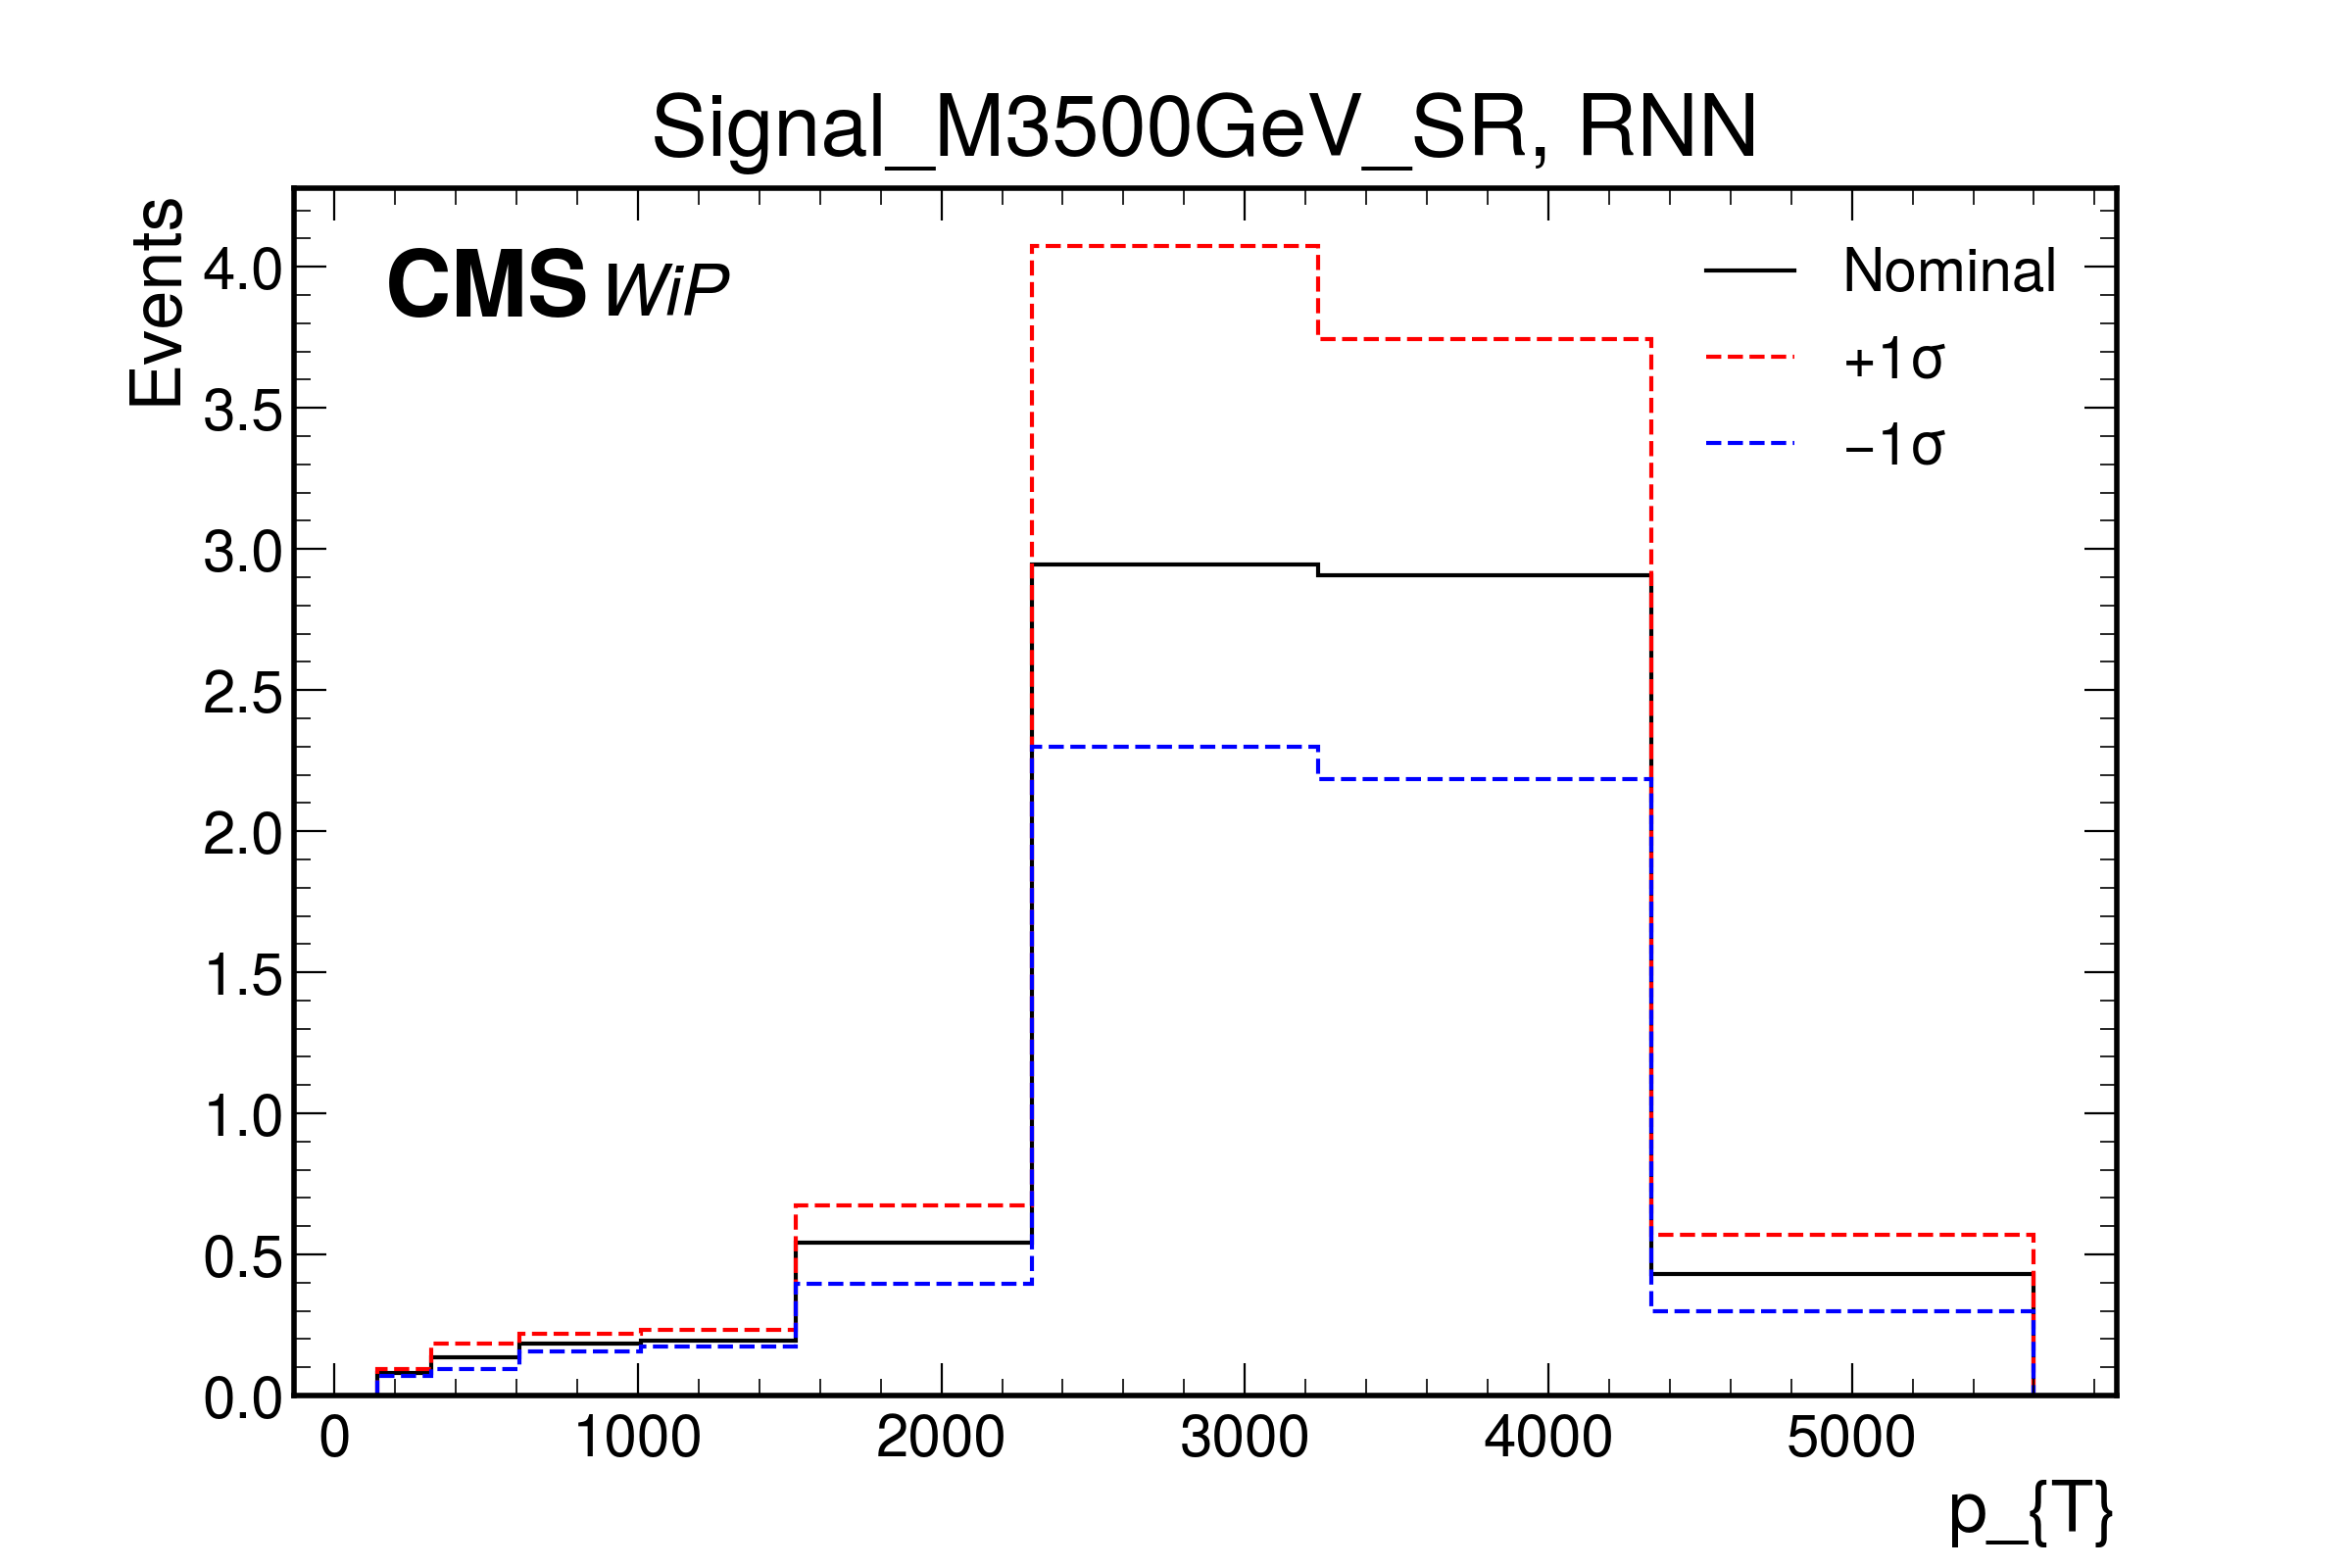 Signal_M3500GeV_SR, RNN
Events
CMS WiP
Nominal
+1σ
−1σ
4.0
3.5
3.0
2.5
2.0
1.5
1.0
0.5
0.0
0 1000 2000 3000 4000 5000
p_{T}